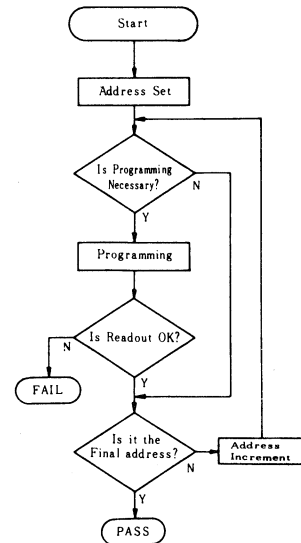 Start
Address Set
Is Programming
Necessary?
N
Y
Programming
Is Readout OK?
N
Y
FAIL
Is it the
Final address?
N
Address
Increment
Y
PASS